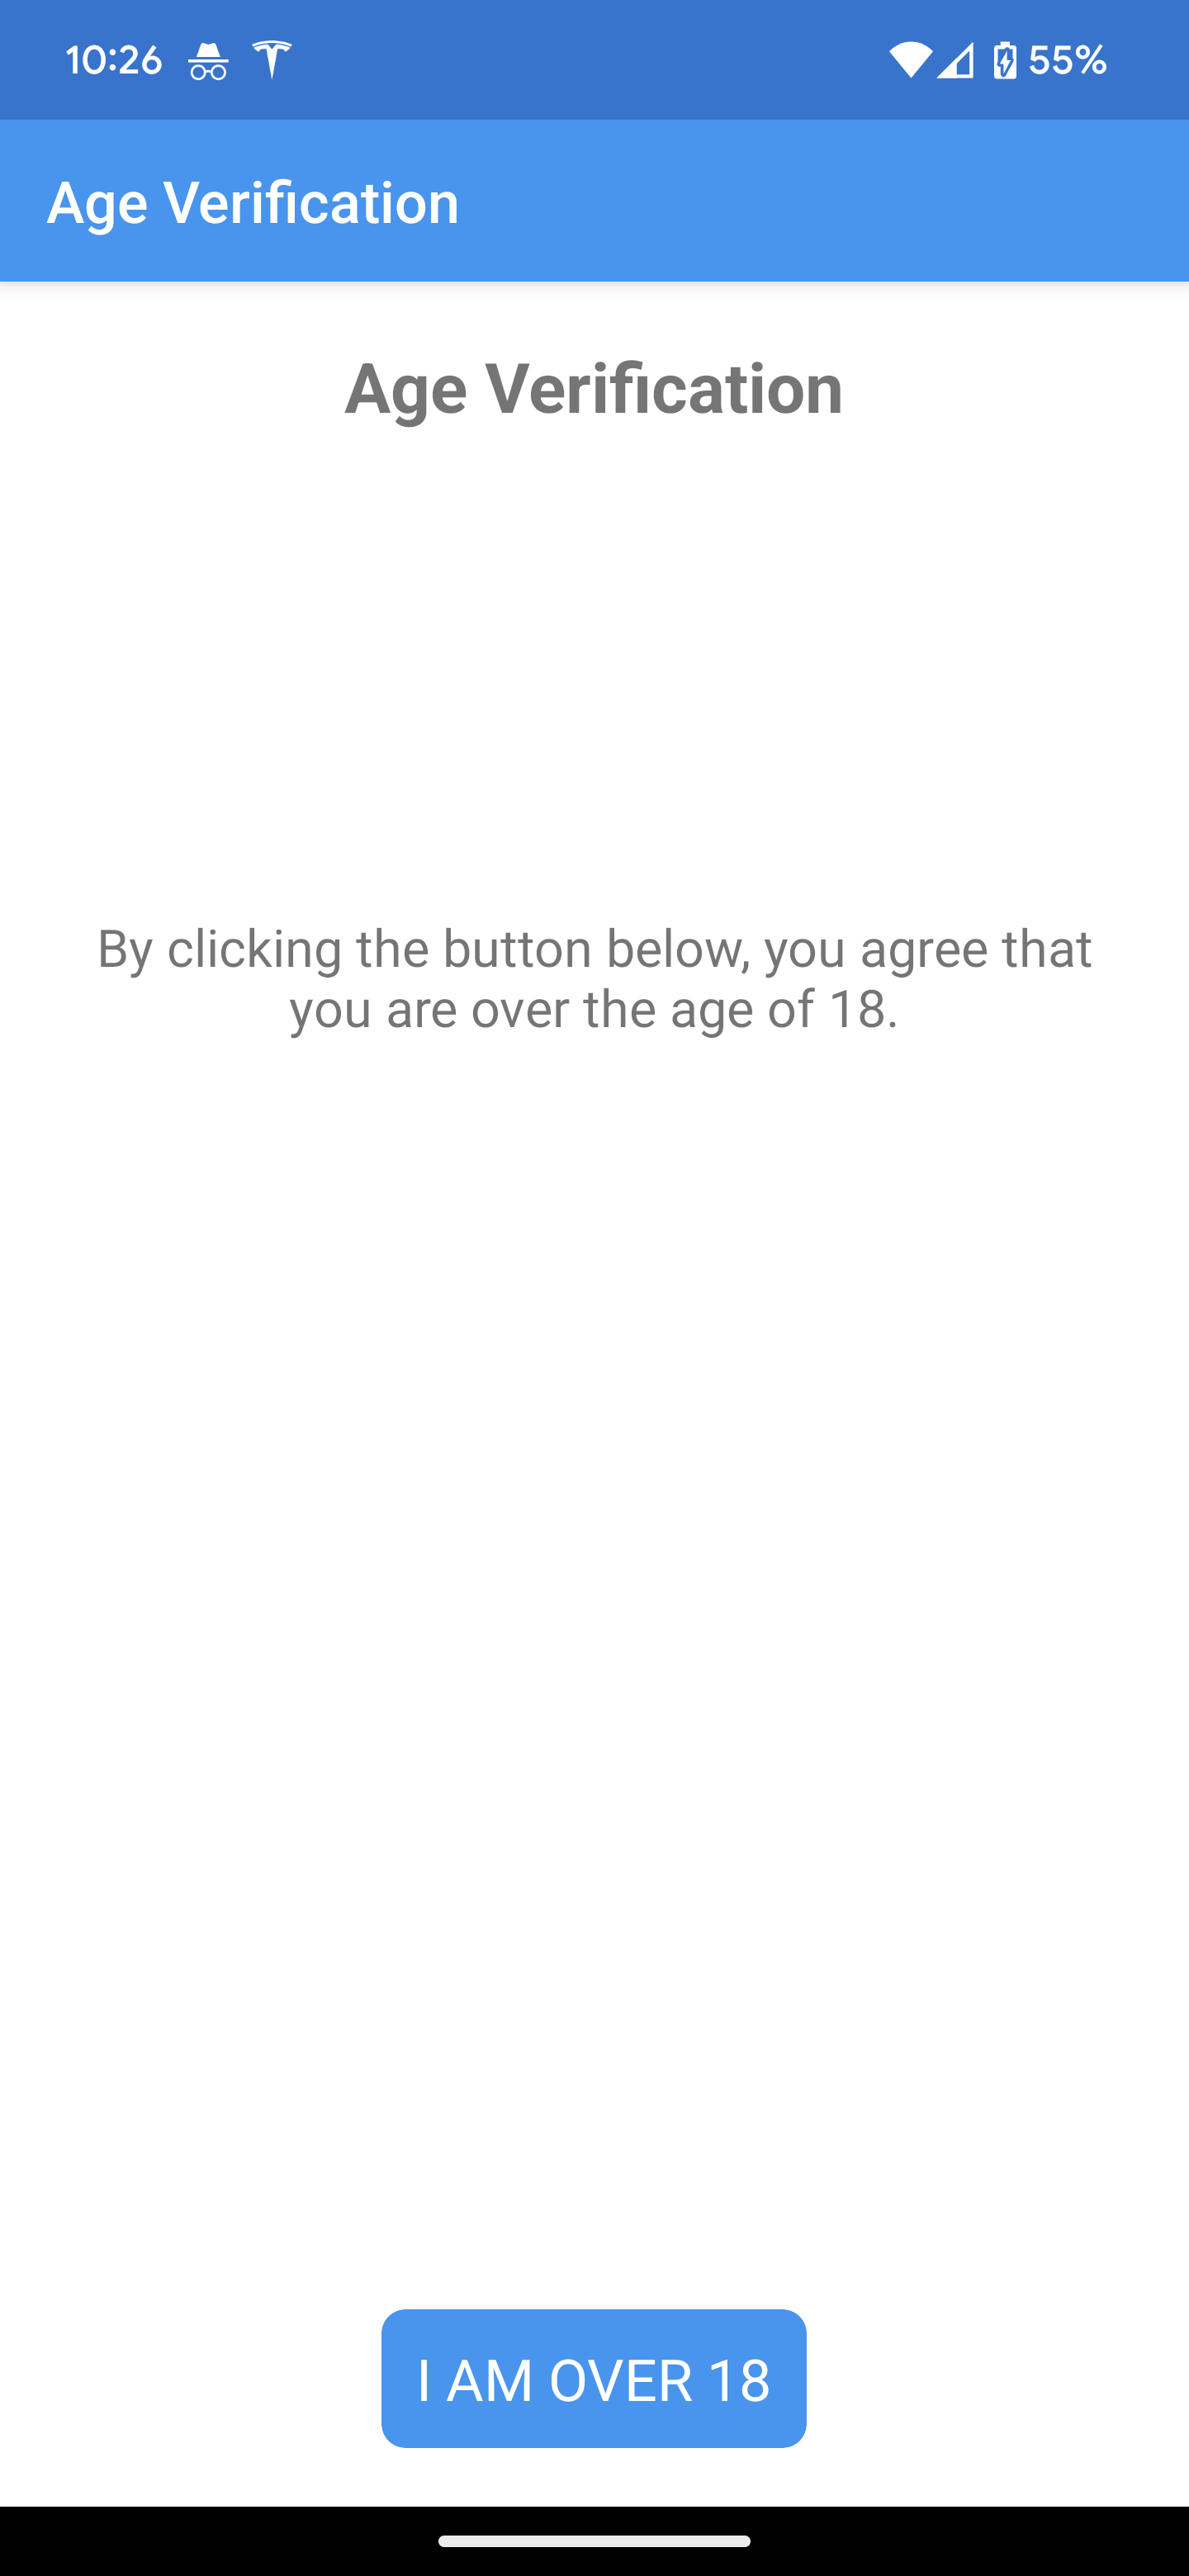 10:26 55%
Age Verification
Age Verification
By clicking the button below, you agree that
you are over the age of 18.
I AM OVER 18